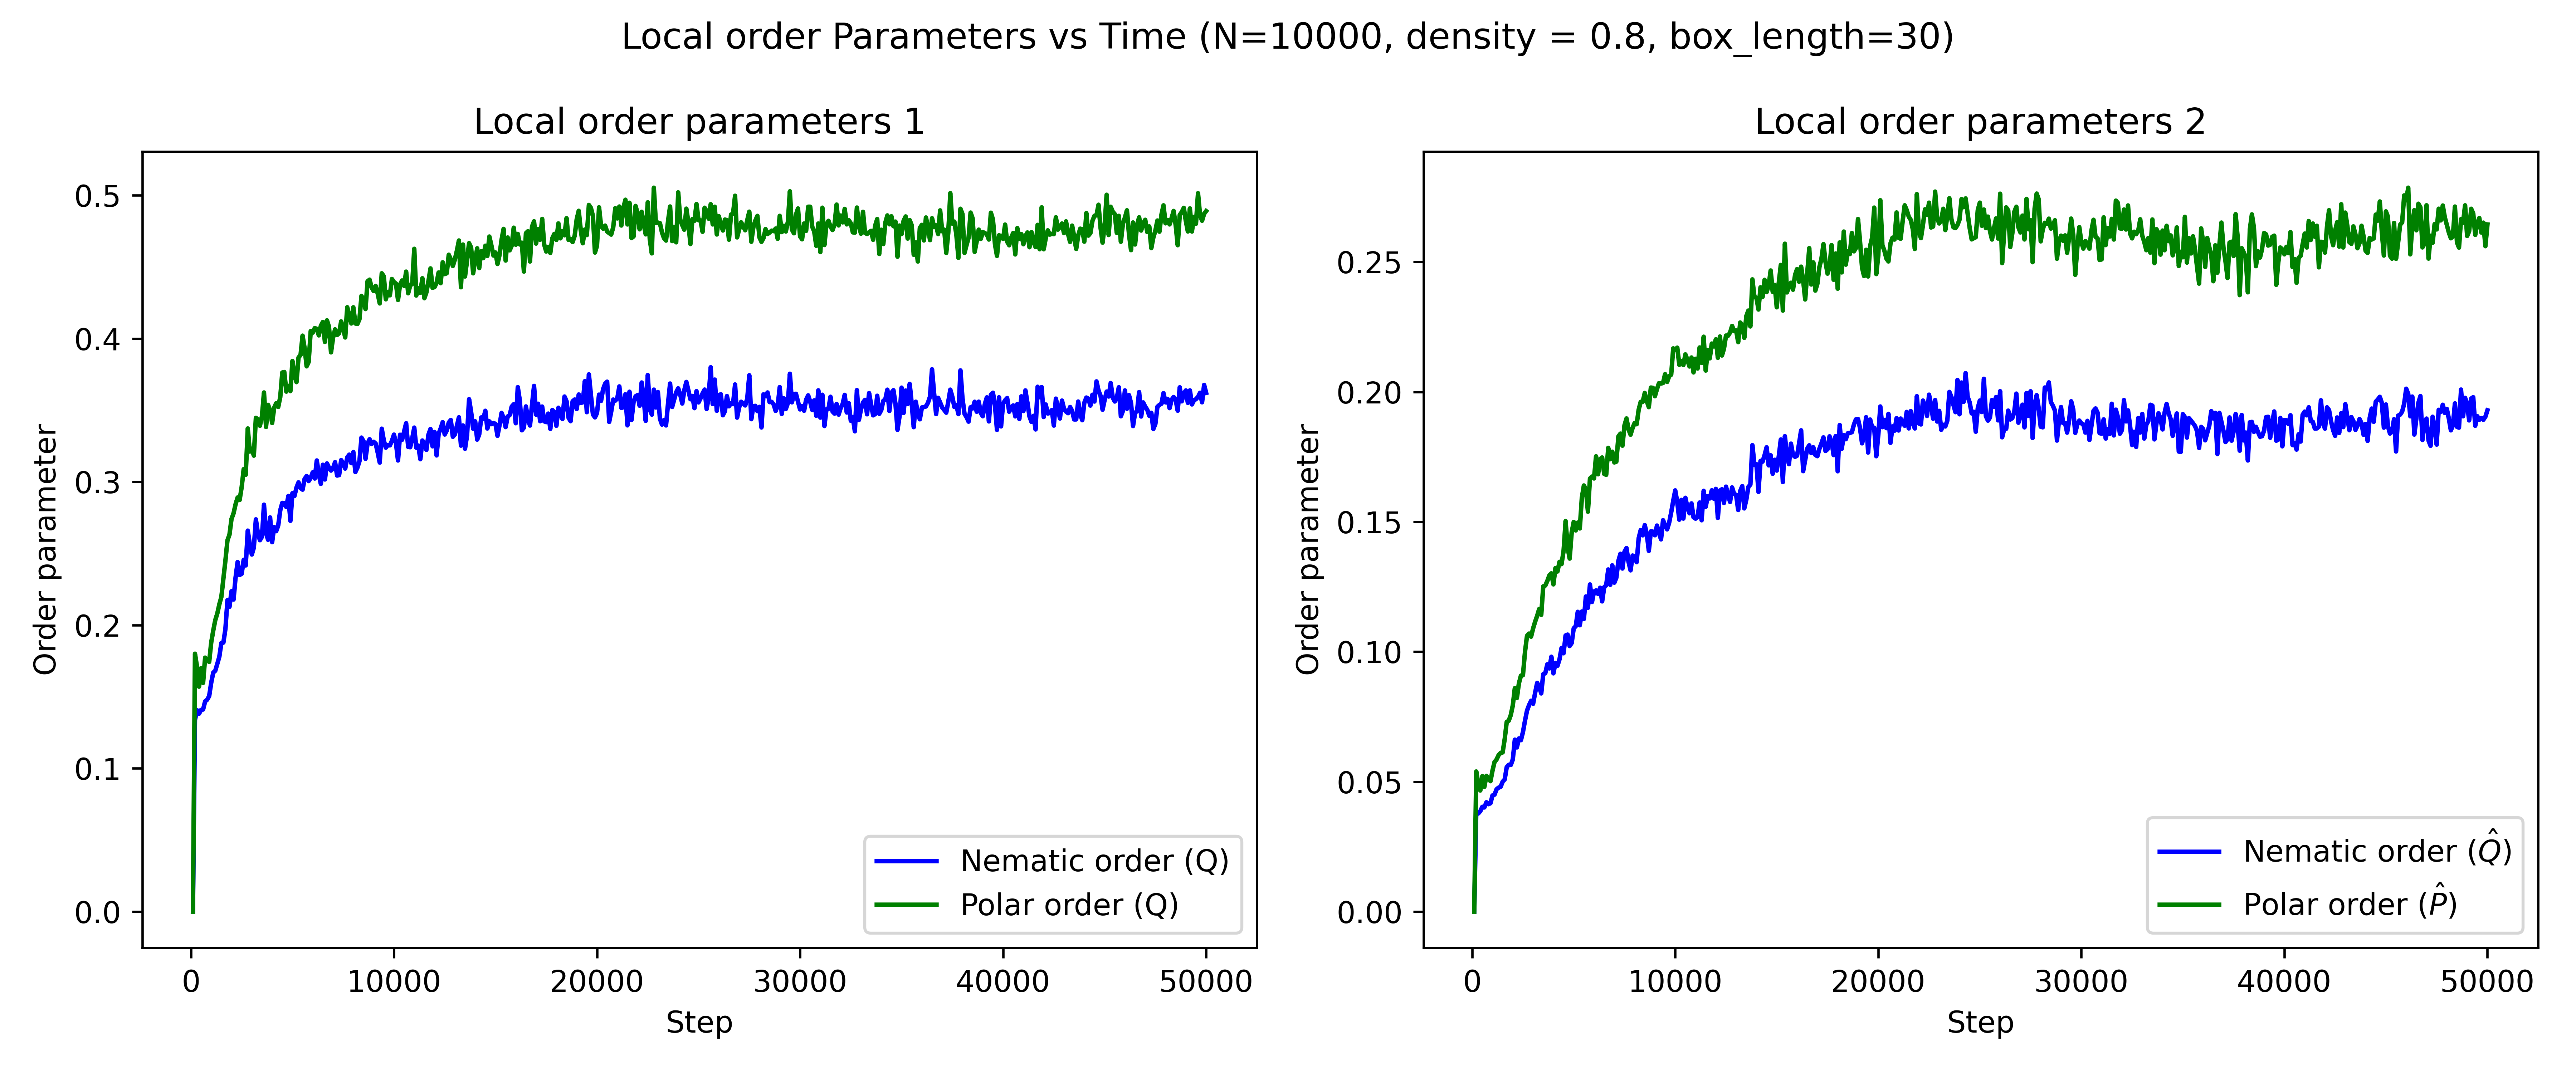 Local order Parameters vs Time (N=10000, density = 0.8, box_length=30)
Local order parameters 1
Order parameter
0.5
0.4
0.3
0.2
0.1
0.0
0 10000 20000 30000 40000 50000
Step
Nematic order (Q)
Polar order (Q)
Local order parameters 2
Order parameter
0.25
0.20
0.15
0.10
0.05
0.00
0 10000 20000 30000 40000 50000
Step
Nematic order (Q̂)
Polar order (P̂)